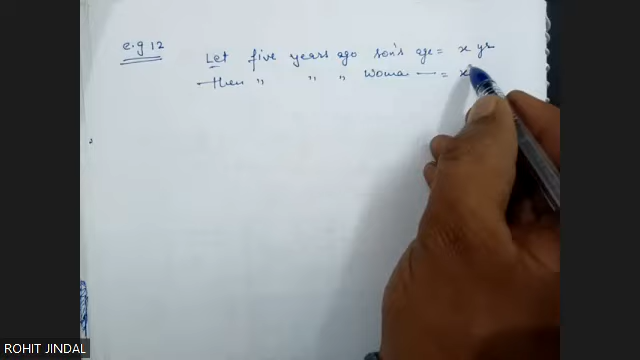 e.g 12
Let five years ago son's age = x yr
Then " " " Woman — = x
ROHIT JINDAL